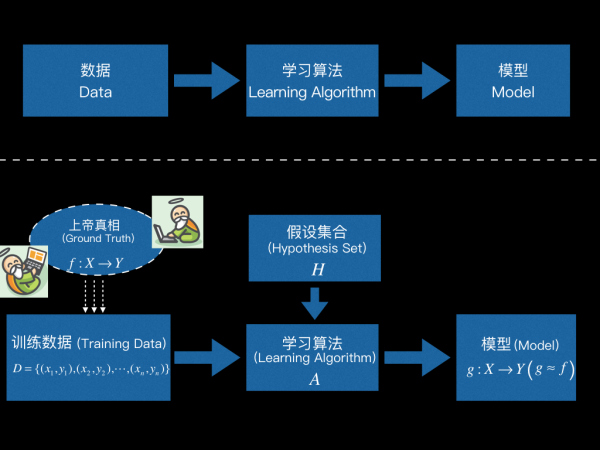 数据
Data
学习算法
Learning Algorithm
模型
Model
上帝真相
(Ground Truth)
f : X → Y
假设集合
(Hypothesis Set)
H
训练数据 (Training Data)
D = {(x₁,y₁),(x₂,y₂),⋯,(xₙ,yₙ)}
学习算法
(Learning Algorithm)
A
模型 (Model)
g : X → Y (g ≈ f)